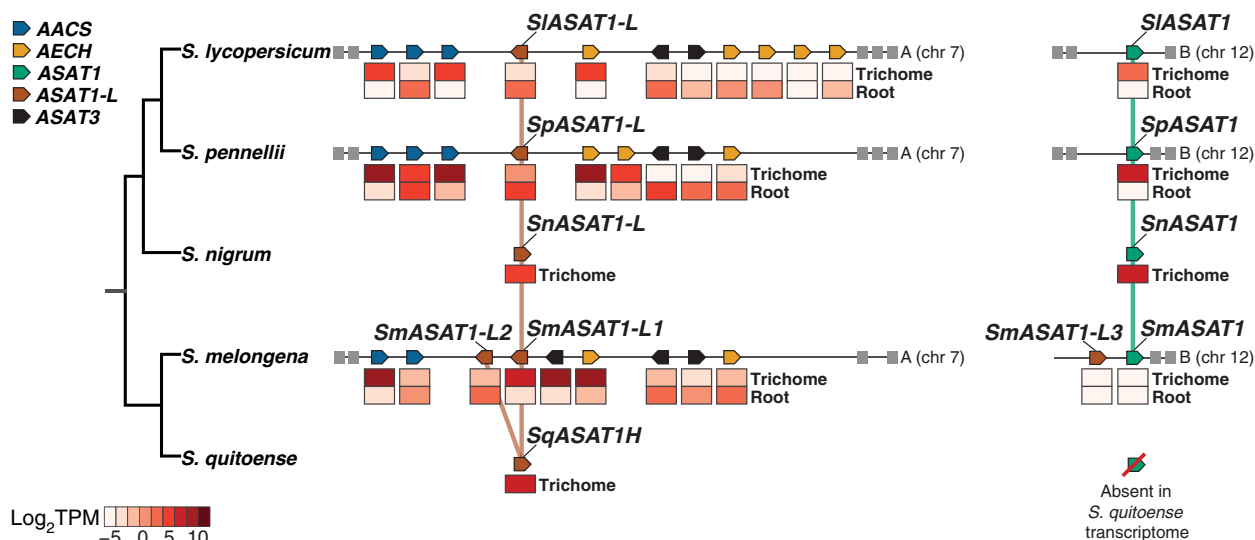 AACS
AECH
ASAT1
ASAT1-L
ASAT3
SlASAT1-L
SlASAT1
S. lycopersicum
A (chr 7)
B (chr 12)
Trichome
Root
Trichome
Root
SpASAT1-L
SpASAT1
S. pennellii
A (chr 7)
B (chr 12)
Trichome
Root
Trichome
Root
SnASAT1-L
SnASAT1
S. nigrum
Trichome
Trichome
SmASAT1-L2
SmASAT1-L1
SmASAT1-L3
SmASAT1
S. melongena
A (chr 7)
B (chr 12)
Trichome
Root
Trichome
Root
SqASAT1H
S. quitoense
Trichome
Absent in
S. quitoense
transcriptome
Log2TPM
−5 0 5 10